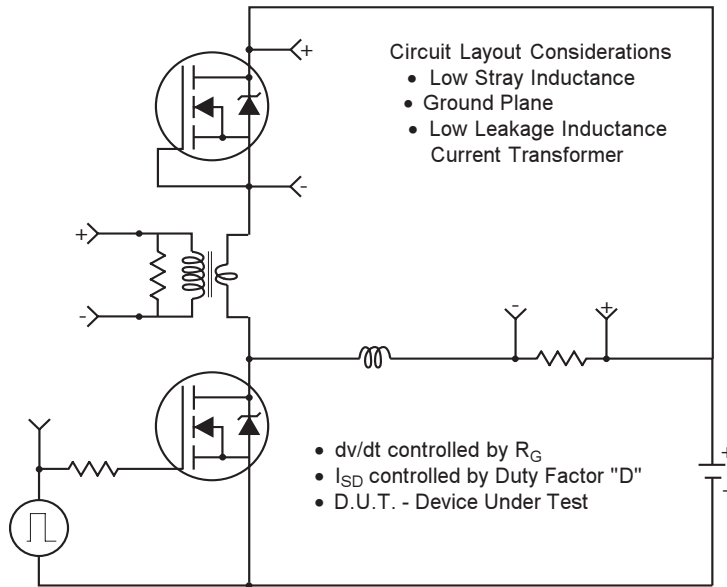 +
Circuit Layout Considerations
• Low Stray Inductance
• Ground Plane
• Low Leakage Inductance
Current Transformer
-
+
-
- +
• dv/dt controlled by RG
• ISD controlled by Duty Factor "D"
• D.U.T. - Device Under Test
+
-